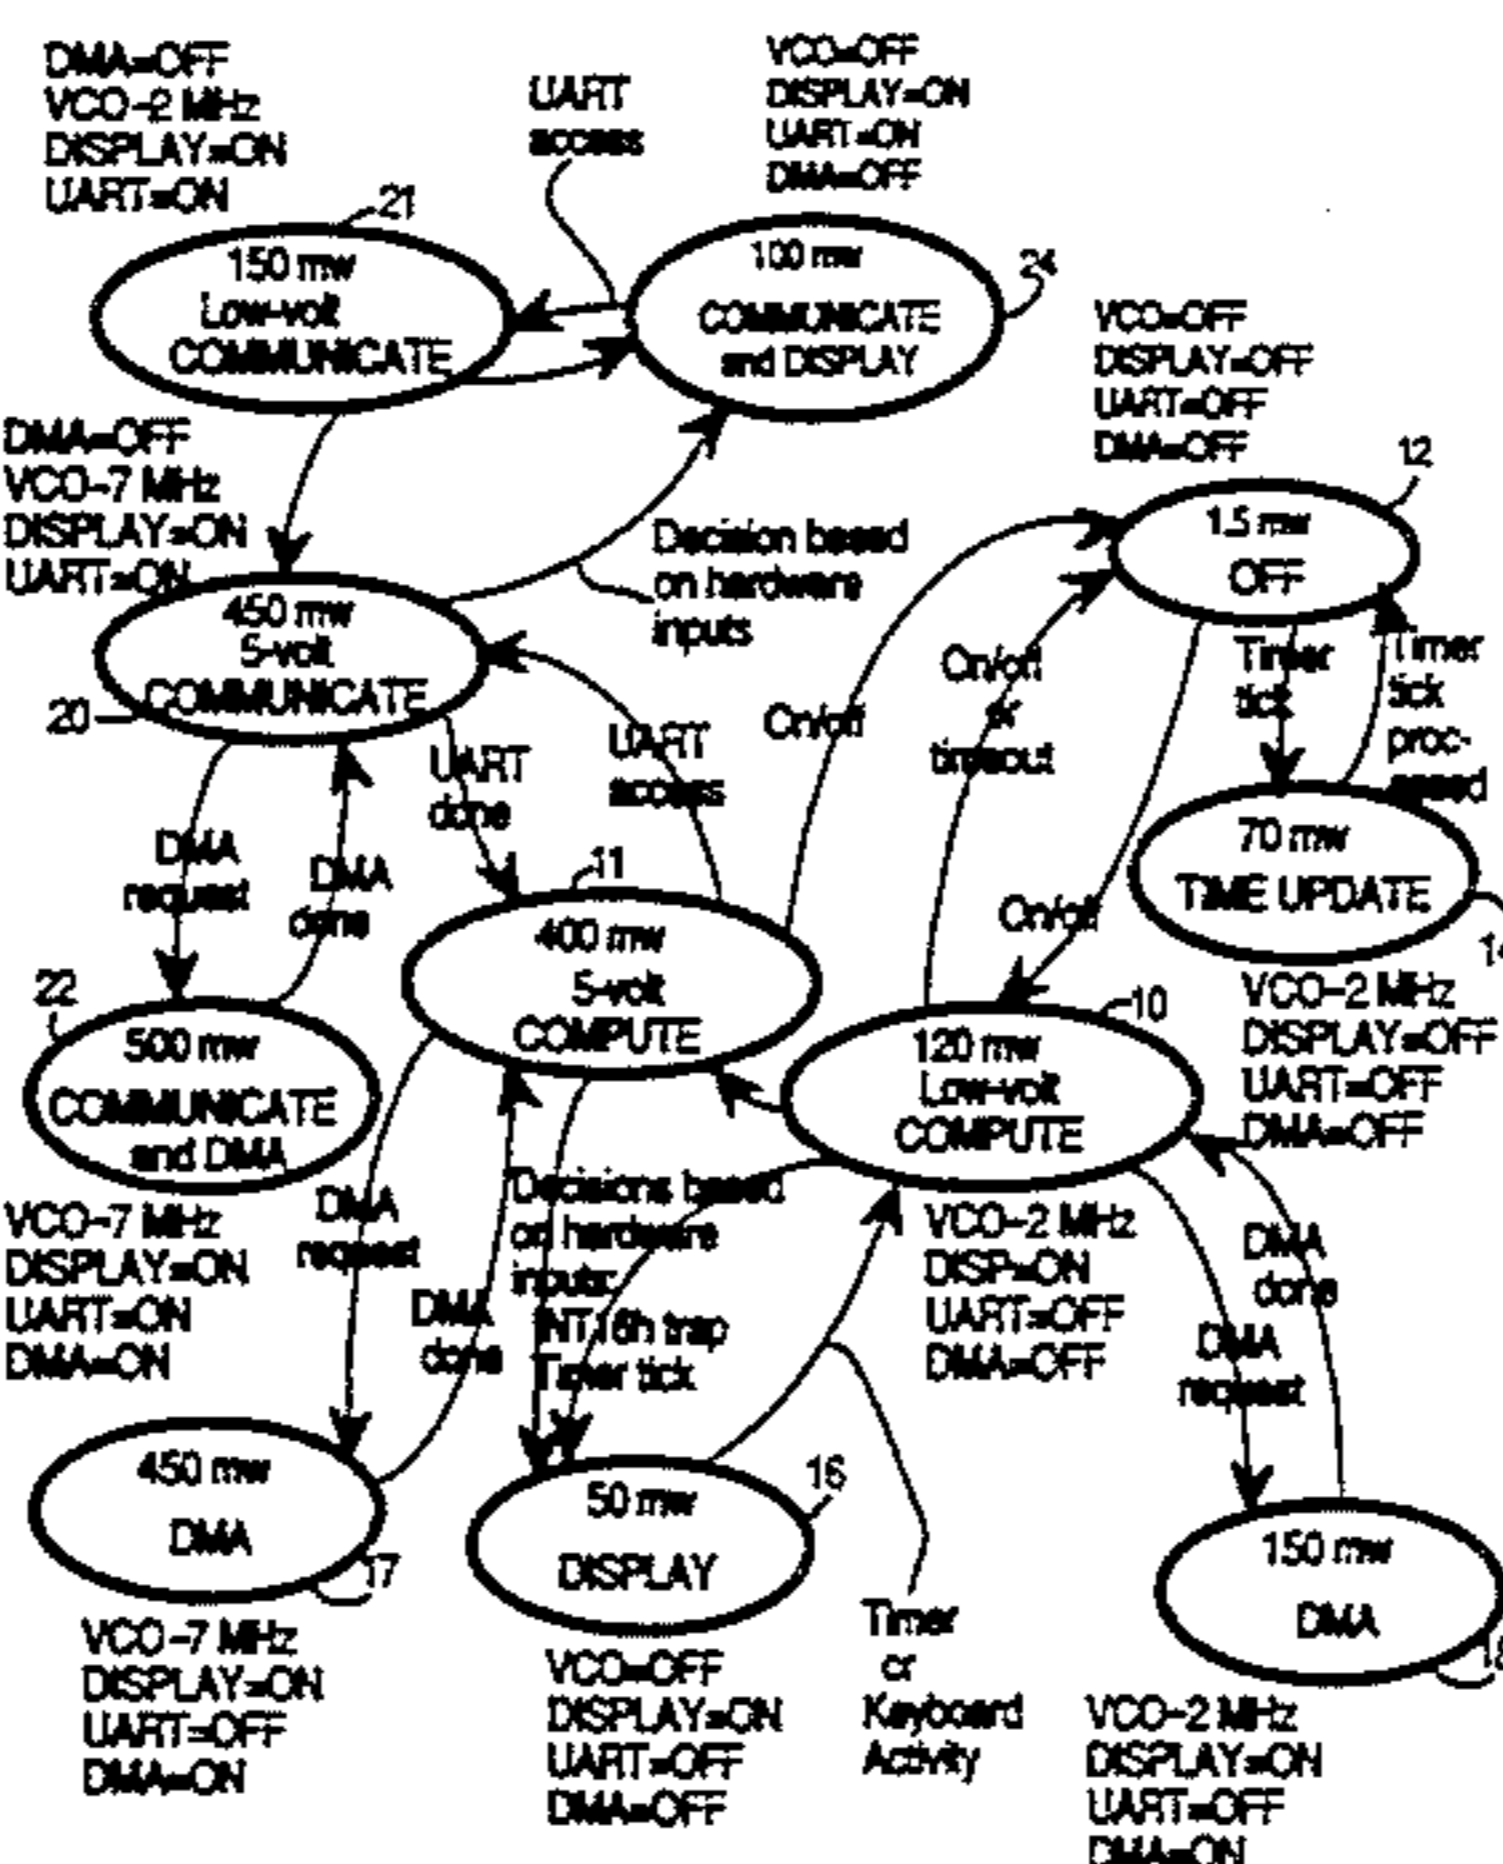 DMA=OFF
VCO-2 MHz
DISPLAY=ON
UART=ON
UART
access
VCO=OFF
DISPLAY=ON
UART=ON
DMA=OFF
21
150 mw
Low-volt
COMMUNICATE
100 mw
COMMUNICATE
and DISPLAY
24
VCO=OFF
DISPLAY=OFF
UART=OFF
DMA=OFF
12
1.5 mw
OFF
DMA=OFF
VCO-7 MHz
DISPLAY=ON
UART=ON
450 mw
5-volt
COMMUNICATE
20
Decision based
on hardware
inputs
On/off
On/off
or
timeout
Timer
tick
Timer
tick
proc-
essed
UART
done
UART
access
DMA
request
DMA
done
11
400 mw
5-volt
COMPUTE
On/off
70 mw
TIME UPDATE
VCO-2 MHz
DISPLAY=OFF
UART=OFF
DMA=OFF
22
500 mw
COMMUNICATE
and DMA
VCO-7 MHz
DISPLAY=ON
UART=ON
DMA=ON
10
120 mw
Low-volt
COMPUTE
VCO-2 MHz
DISP=ON
UART=OFF
DMA=OFF
DMA
request
DMA
done
Decisions based
on hardware
inputs:
INT 16h trap
Timer tick
DMA
done
DMA
request
450 mw
DMA
17
VCO-7 MHz
DISPLAY=ON
UART=OFF
DMA=ON
50 mw
DISPLAY
16
VCO=OFF
DISPLAY=ON
UART=OFF
DMA=OFF
Timer
or
Keyboard
Activity
150 mw
DMA
VCO-2 MHz
DISPLAY=ON
UART=OFF
DMA=ON